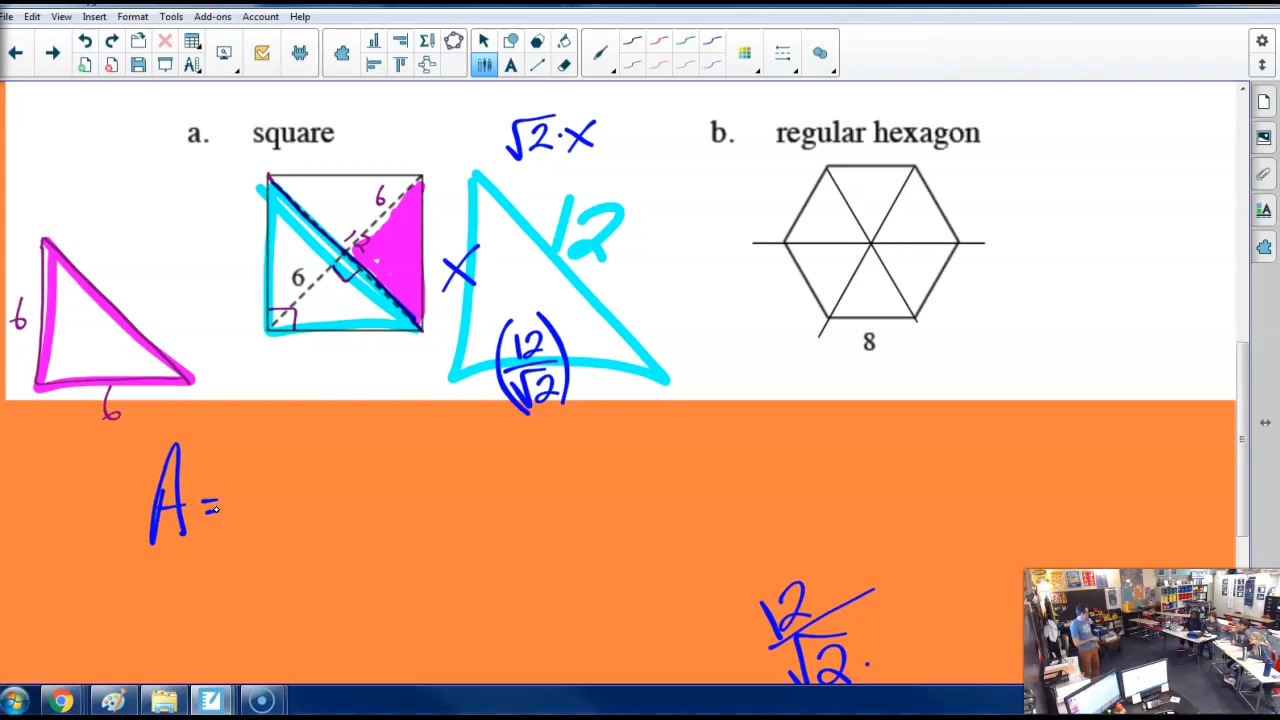 File Edit View Insert Format Tools Add-ons Account Help
a. square
√2·x
b. regular hexagon
6
12
6
x
6
12
√2
8
6
A =
12
√2 ·